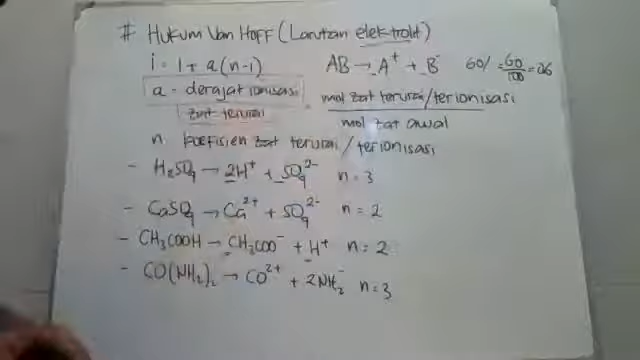 # Hukum Van Hoff (Larutan elektrolit)
i = 1 + a (n-1) AB → A⁺ + B⁻ 60% = 60/100 = 0,6
a = derajat ionisasi / zat terurai = mol zat terurai/terionisasi / mol zat awal
n koefisien zat terurai/terionisasi
- H₂SO₄ → 2H⁺ + SO₄²⁻ n = 3
- CaSO₄ → Ca²⁺ + SO₄²⁻ n = 2
- CH₃COOH → CH₃COO⁻ + H⁺ n = 2
- CO(NH₂)₂ → CO²⁺ + 2NH₂⁻ n = 3